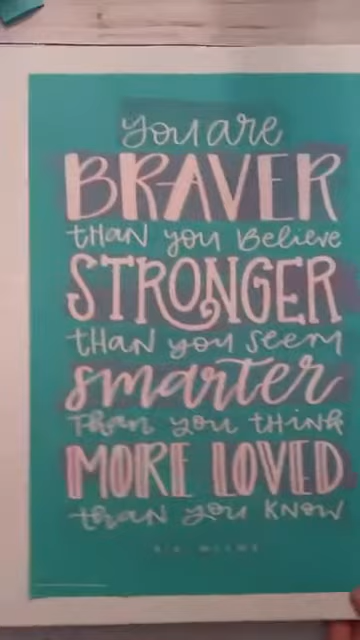 you are
BRAVER
than you Believe
STRONGER
than you seem
smarter
than you think
MORE LOVED
than you KNOW